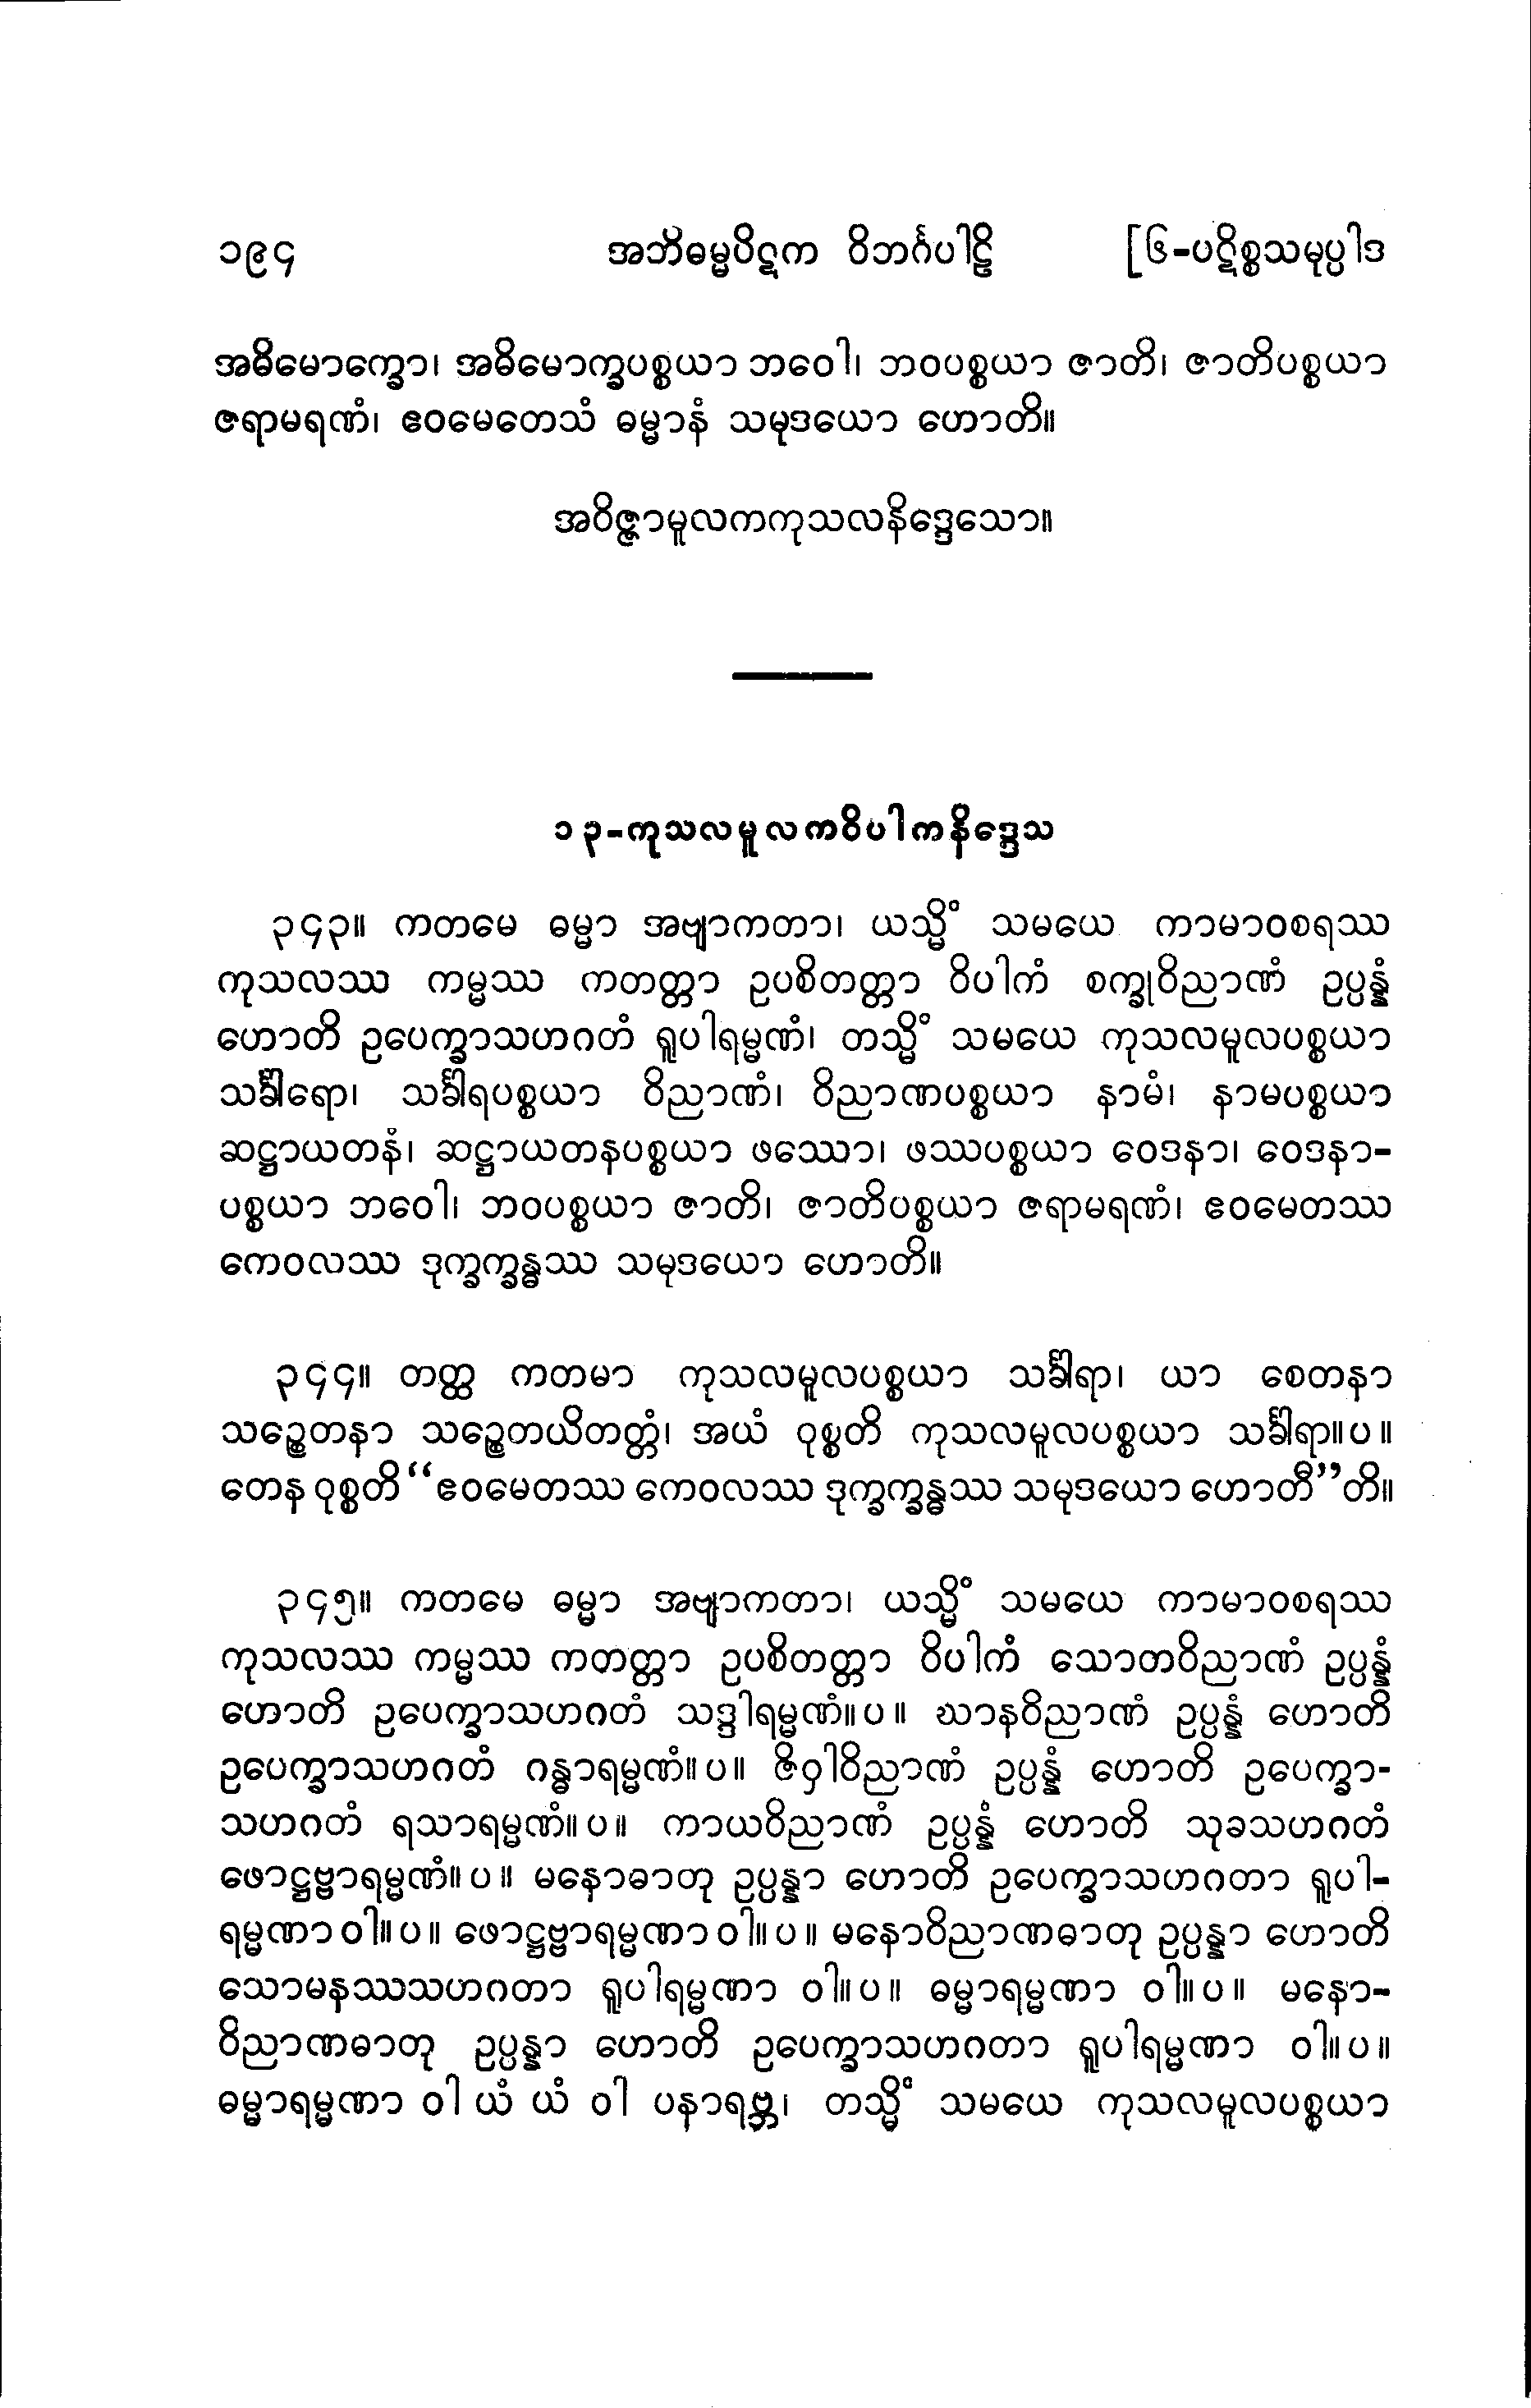 ၁၉၄ အဘိဓမ္မပိဋက ဝိဘင်္ဂပါဠိ [၆-ပဋိစ္စသမုပ္ပါဒ
အဓိမောက္ခော၊ အဓိမောက္ခပစ္စယာ ဘဝေါ၊ ဘဝပစ္စယာ ဇာတိ၊ ဇာတိပစ္စယာ
ဇရာမရဏံ၊ ဧဝမေတေသံ ဓမ္မာနံ သမုဒယော ဟောတိ။
အဝိဇ္ဇာမူလကကုသလနိဒ္ဒေသော။
၁၃-ကုသလမူလကဝိပါကနိဒ္ဒေသ
၃၄၃။ ကတမေ ဓမ္မာ အဗျာကတာ၊ ယသ္မိံ သမယေ ကာမာဝစရဿ
ကုသလဿ ကမ္မဿ ကတတ္တာ ဥပစိတတ္တာ ဝိပါကံ စက္ခုဝိညာဏံ ဥပ္ပန္နံ
ဟောတိ ဥပေက္ခာသဟဂတံ ရူပါရမ္မဏံ၊ တသ္မိံ သမယေ ကုသလမူလပစ္စယာ
သင်္ခါရော၊ သင်္ခါရပစ္စယာ ဝိညာဏံ၊ ဝိညာဏပစ္စယာ နာမံ၊ နာမပစ္စယာ
ဆဋ္ဌာယတနံ၊ ဆဋ္ဌာယတနပစ္စယာ ဖဿော၊ ဖဿပစ္စယာ ဝေဒနာ၊ ဝေဒနာ-
ပစ္စယာ ဘဝေါ၊ ဘဝပစ္စယာ ဇာတိ၊ ဇာတိပစ္စယာ ဇရာမရဏံ၊ ဧဝမေတဿ
ကေဝလဿ ဒုက္ခက္ခန္ဓဿ သမုဒယော ဟောတိ။
၃၄၄။ တတ္ထ ကတမာ ကုသလမူလပစ္စယာ သင်္ခါရာ၊ ယာ စေတနာ
သဉ္စေတနာ သဉ္စေတယိတတ္တံ၊ အယံ ဝုစ္စတိ ကုသလမူလပစ္စယာ သင်္ခါရာ။ပ။
တေန ဝုစ္စတိ “ဧဝမေတဿ ကေဝလဿ ဒုက္ခက္ခန္ဓဿ သမုဒယော ဟောတီ”တိ။
၃၄၅။ ကတမေ ဓမ္မာ အဗျာကတာ၊ ယသ္မိံ သမယေ ကာမာဝစရဿ
ကုသလဿ ကမ္မဿ ကတတ္တာ ဥပစိတတ္တာ ဝိပါကံ သောတဝိညာဏံ ဥပ္ပန္နံ
ဟောတိ ဥပေက္ခာသဟဂတံ သဒ္ဒါရမ္မဏံ။ပ။ ဃာနဝိညာဏံ ဥပ္ပန္နံ ဟောတိ
ဥပေက္ခာသဟဂတံ ဂန္ဓာရမ္မဏံ။ပ။ ဇိဝှါဝိညာဏံ ဥပ္ပန္နံ ဟောတိ ဥပေက္ခာ-
သဟဂတံ ရသာရမ္မဏံ။ပ။ ကာယဝိညာဏံ ဥပ္ပန္နံ ဟောတိ သုခသဟဂတံ
ဖောဋ္ဌဗ္ဗာရမ္မဏံ။ပ။ မနောဓာတု ဥပ္ပန္နာ ဟောတိ ဥပေက္ခာသဟဂတာ ရူပါ-
ရမ္မဏာ ဝါ။ပ။ ဖောဋ္ဌဗ္ဗာရမ္မဏာ ဝါ။ပ။ မနောဝိညာဏဓာတု ဥပ္ပန္နာ ဟောတိ
သောမနဿသဟဂတာ ရူပါရမ္မဏာ ဝါ။ပ။ ဓမ္မာရမ္မဏာ ဝါ။ပ။ မနော-
ဝိညာဏဓာတု ဥပ္ပန္နာ ဟောတိ ဥပေက္ခာသဟဂတာ ရူပါရမ္မဏာ ဝါ။ပ။
ဓမ္မာရမ္မဏာ ဝါ ယံ ယံ ဝါ ပနာရဗ္ဘ၊ တသ္မိံ သမယေ ကုသလမူလပစ္စယာ